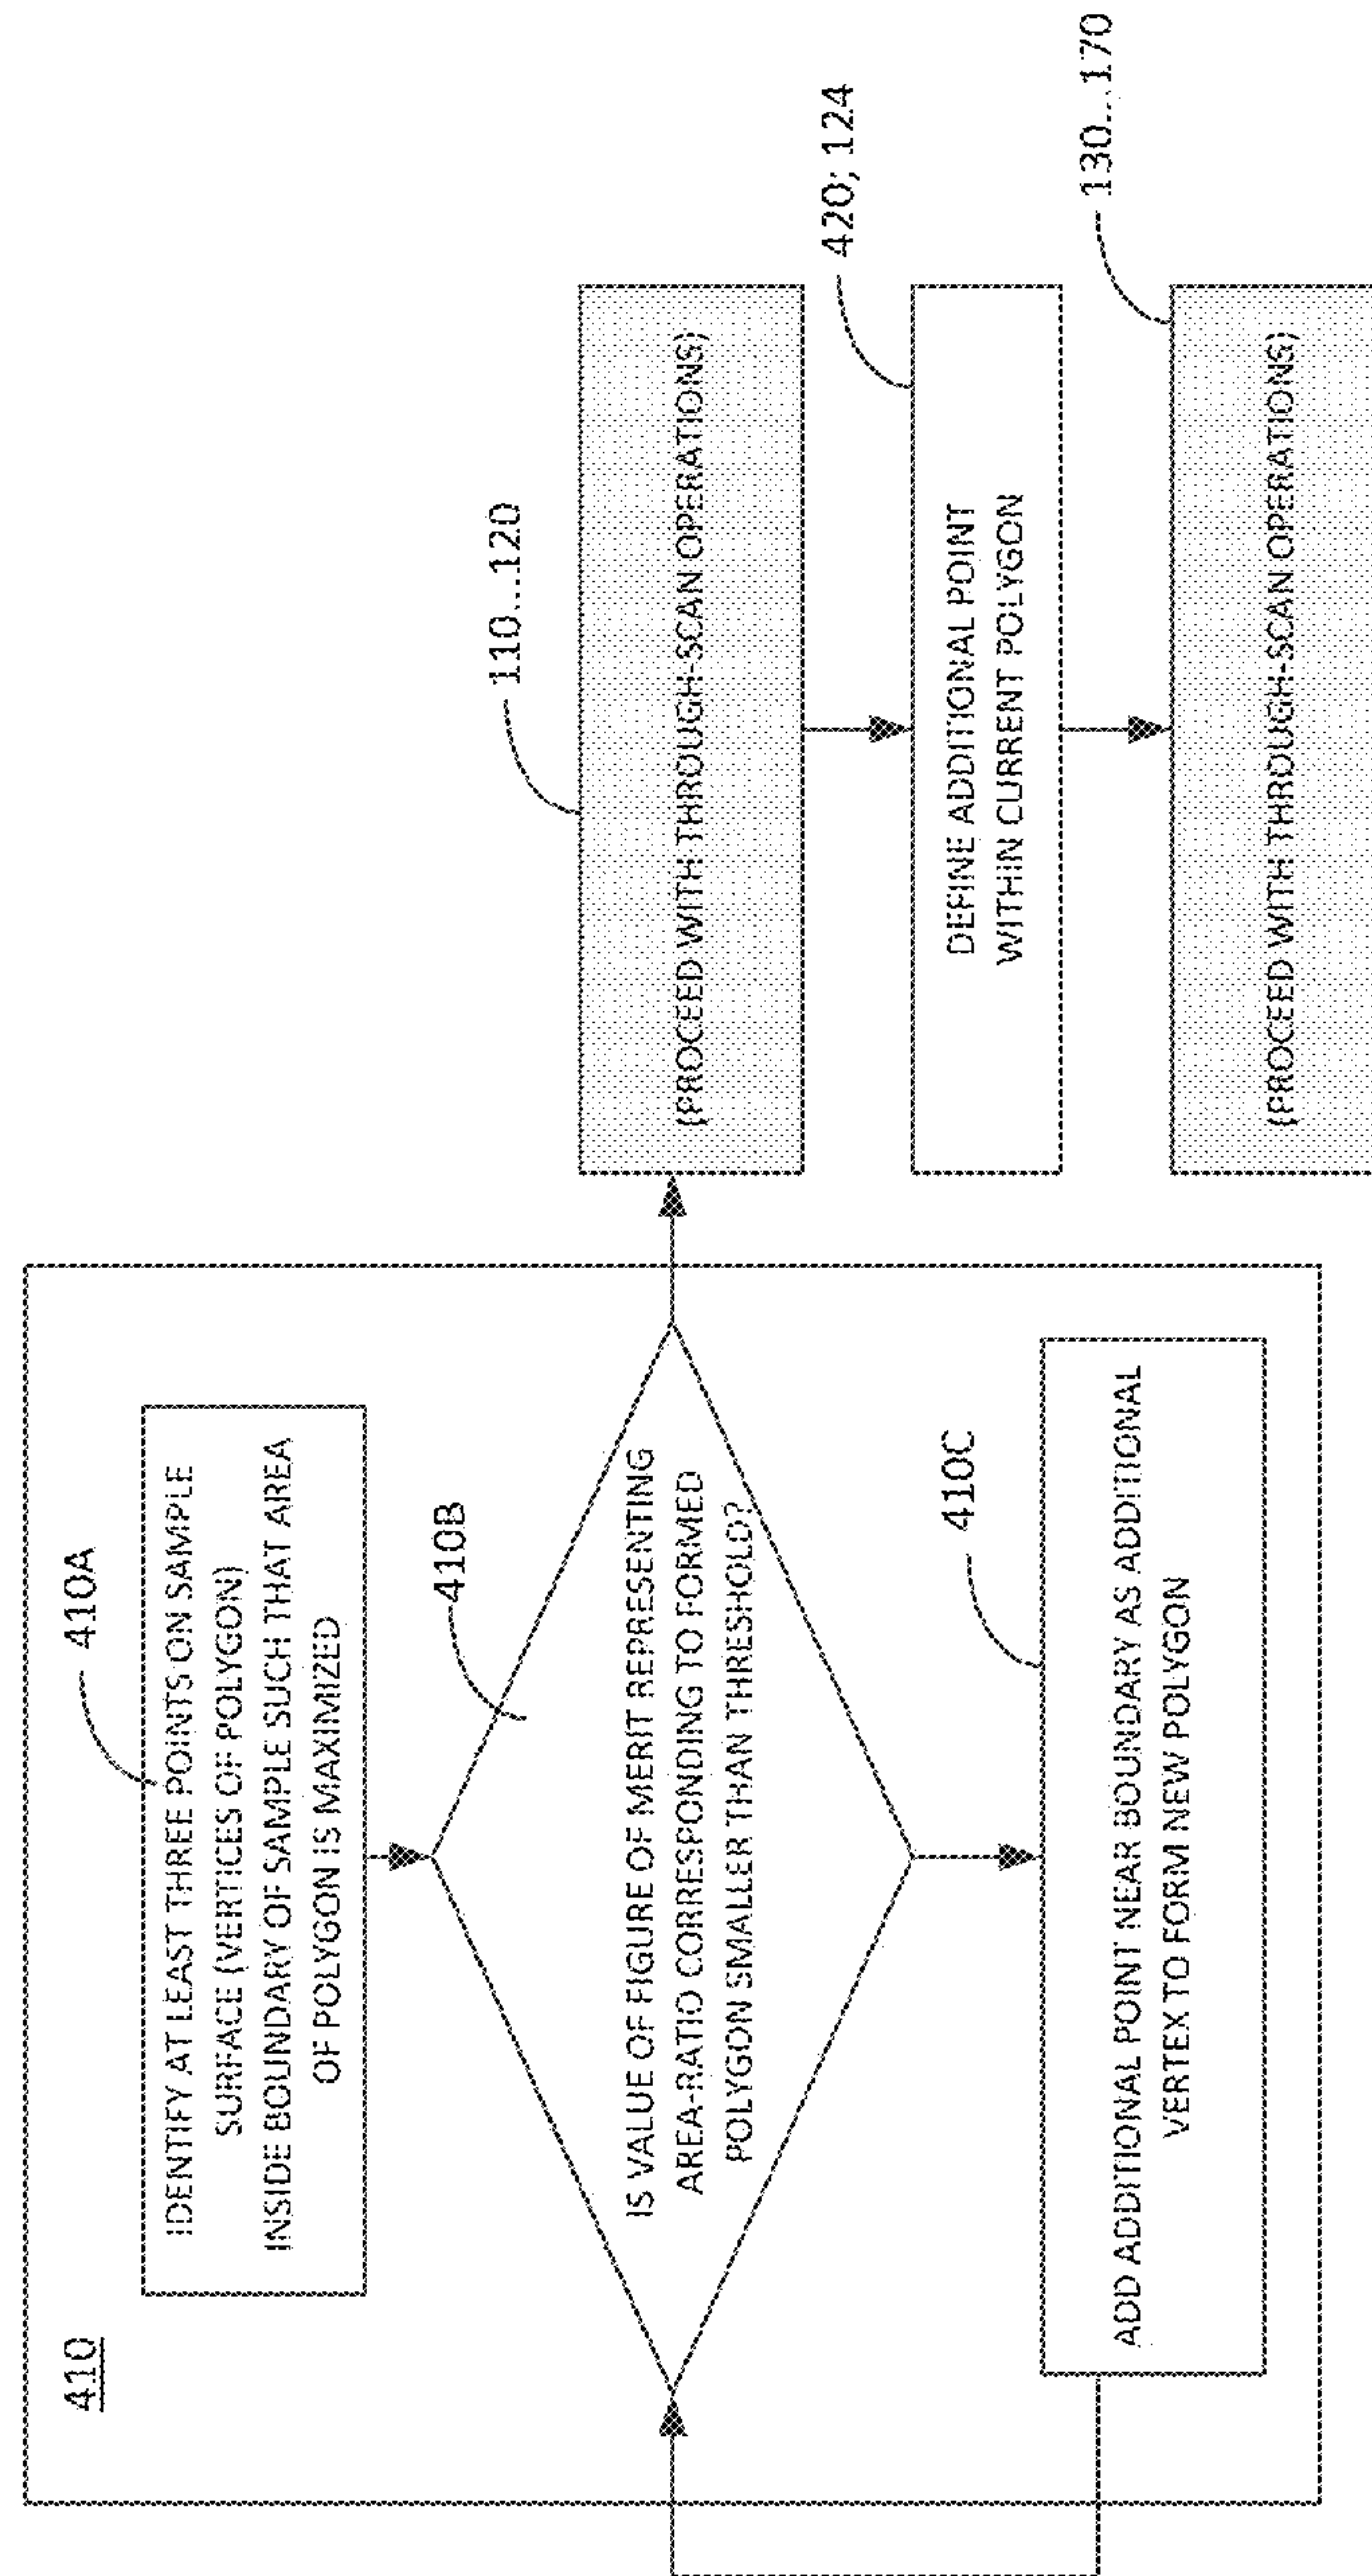 410
410A
IDENTIFY AT LEAST THREE POINTS ON SAMPLE
SURFACE (VERTICES OF POLYGON)
INSIDE BOUNDARY OF SAMPLE SUCH THAT AREA
OF POLYGON IS MAXIMIZED
410B
IS VALUE OF FIGURE OF MERIT REPRESENTING
AREA-RATIO CORRESPONDING TO FORMED
POLYGON SMALLER THAN THRESHOLD?
410C
ADD ADDITIONAL POINT NEAR BOUNDARY AS ADDITIONAL
VERTEX TO FORM NEW POLYGON
110...120
(PROCEED WITH THROUGH-SCAN OPERATIONS)
420; 124
DEFINE ADDITIONAL POINT
WITHIN CURRENT POLYGON
130...170
(PROCEED WITH THROUGH-SCAN OPERATIONS)